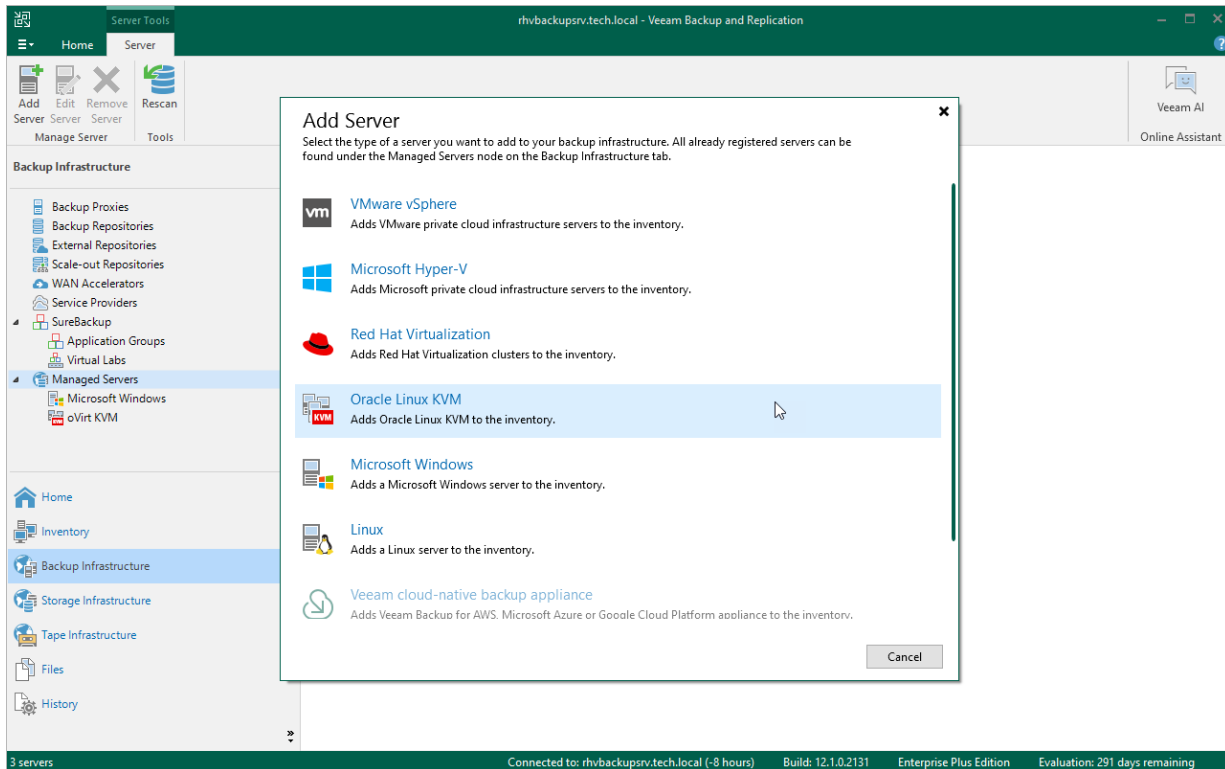 Server Tools
rhvbackupsrv.tech.local - Veeam Backup and Replication
Home
Server
Add Server
Edit Server
Remove Server
Rescan
Veeam AI
Manage Server
Tools
Online Assistant
Backup Infrastructure
Backup Proxies
Backup Repositories
External Repositories
Scale-out Repositories
WAN Accelerators
Service Providers
SureBackup
Application Groups
Virtual Labs
Managed Servers
Microsoft Windows
oVirt KVM
Home
Inventory
Backup Infrastructure
Storage Infrastructure
Tape Infrastructure
Files
History
Add Server
Select the type of a server you want to add to your backup infrastructure. All already registered servers can be
found under the Managed Servers node on the Backup Infrastructure tab.
vm
VMware vSphere
Adds VMware private cloud infrastructure servers to the inventory.
Microsoft Hyper-V
Adds Microsoft private cloud infrastructure servers to the inventory.
Red Hat Virtualization
Adds Red Hat Virtualization clusters to the inventory.
KVM
Oracle Linux KVM
Adds Oracle Linux KVM to the inventory.
Microsoft Windows
Adds a Microsoft Windows server to the inventory.
Linux
Adds a Linux server to the inventory.
Veeam cloud-native backup appliance
Adds Veeam Backup for AWS, Microsoft Azure or Google Cloud Platform appliance to the inventory.
Cancel
3 servers
Connected to: rhvbackupsrv.tech.local (-8 hours)
Build: 12.1.0.2131
Enterprise Plus Edition
Evaluation: 291 days remaining